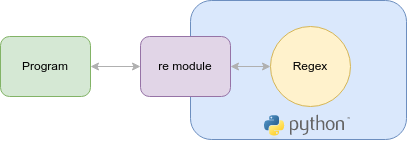 Program
re module
Regex
python